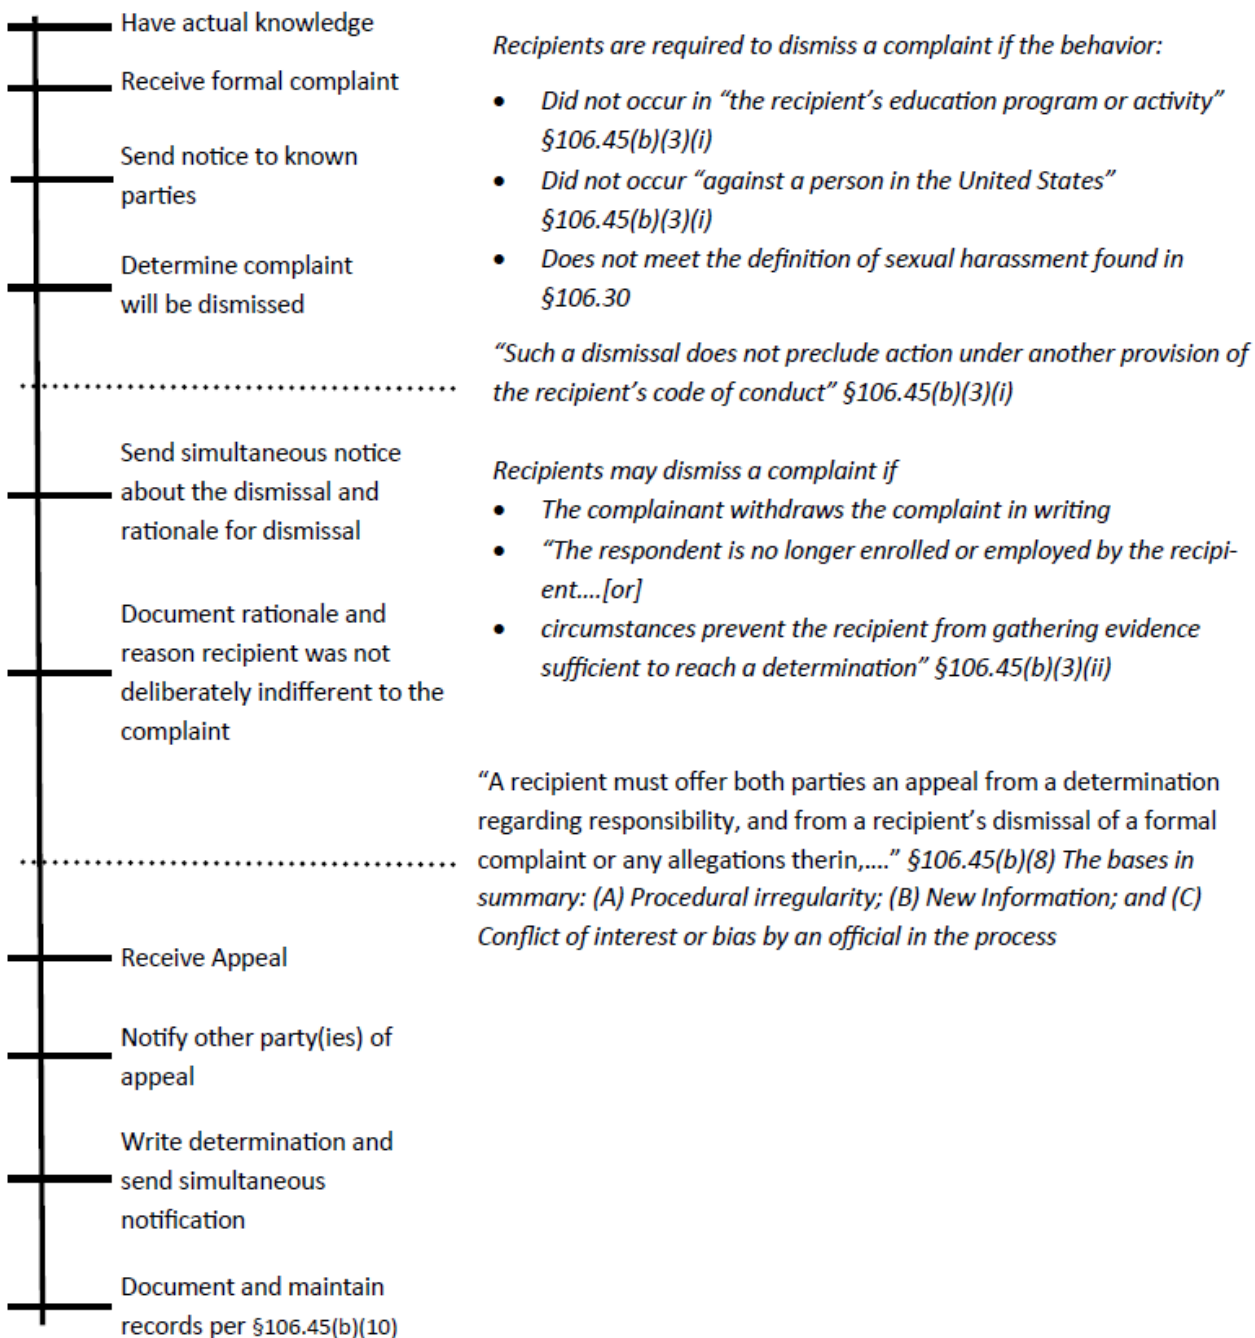 Have actual knowledge
Receive formal complaint
Send notice to known
parties
Determine complaint
will be dismissed
Send simultaneous notice
about the dismissal and
rationale for dismissal
Document rationale and
reason recipient was not
deliberately indifferent to the
complaint
Receive Appeal
Notify other party(ies) of
appeal
Write determination and
send simultaneous
notification
Document and maintain
records per §106.45(b)(10)
Recipients are required to dismiss a complaint if the behavior:
• Did not occur in “the recipient’s education program or activity”
§106.45(b)(3)(i)
• Did not occur “against a person in the United States”
§106.45(b)(3)(i)
• Does not meet the definition of sexual harassment found in
§106.30
“Such a dismissal does not preclude action under another provision of
the recipient’s code of conduct” §106.45(b)(3)(i)
Recipients may dismiss a complaint if
• The complainant withdraws the complaint in writing
• “The respondent is no longer enrolled or employed by the recipi-
ent....[or]
• circumstances prevent the recipient from gathering evidence
sufficient to reach a determination” §106.45(b)(3)(ii)
“A recipient must offer both parties an appeal from a determination
regarding responsibility, and from a recipient’s dismissal of a formal
complaint or any allegations therin,....” §106.45(b)(8) The bases in
summary: (A) Procedural irregularity; (B) New Information; and (C)
Conflict of interest or bias by an official in the process